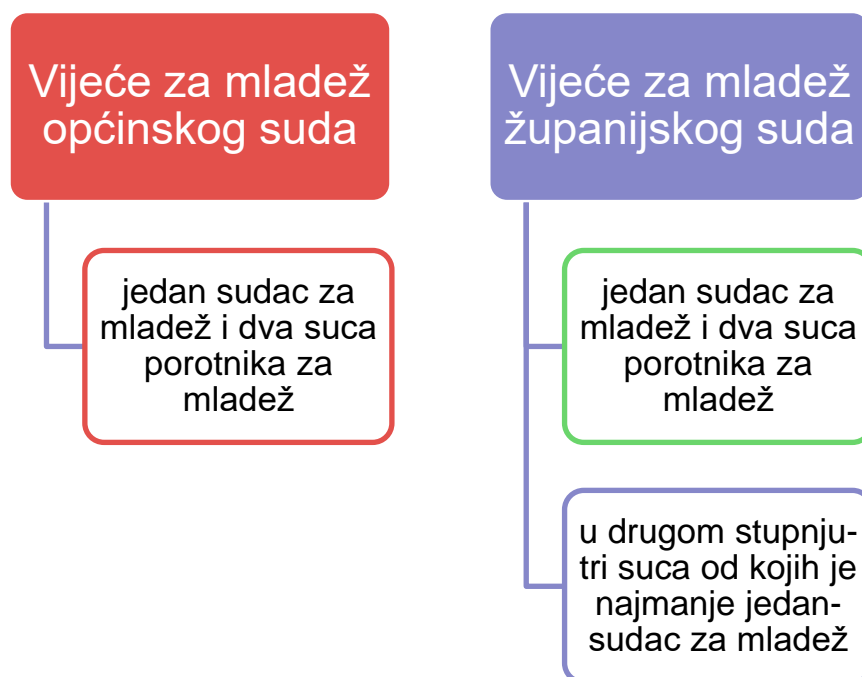 Vijeće za mladež
općinskog suda
jedan sudac za
mladež i dva suca
porotnika za
mladež
Vijeće za mladež
županijskog suda
jedan sudac za
mladež i dva suca
porotnika za
mladež
u drugom stupnju-
tri suca od kojih je
najmanje jedan-
sudac za mladež